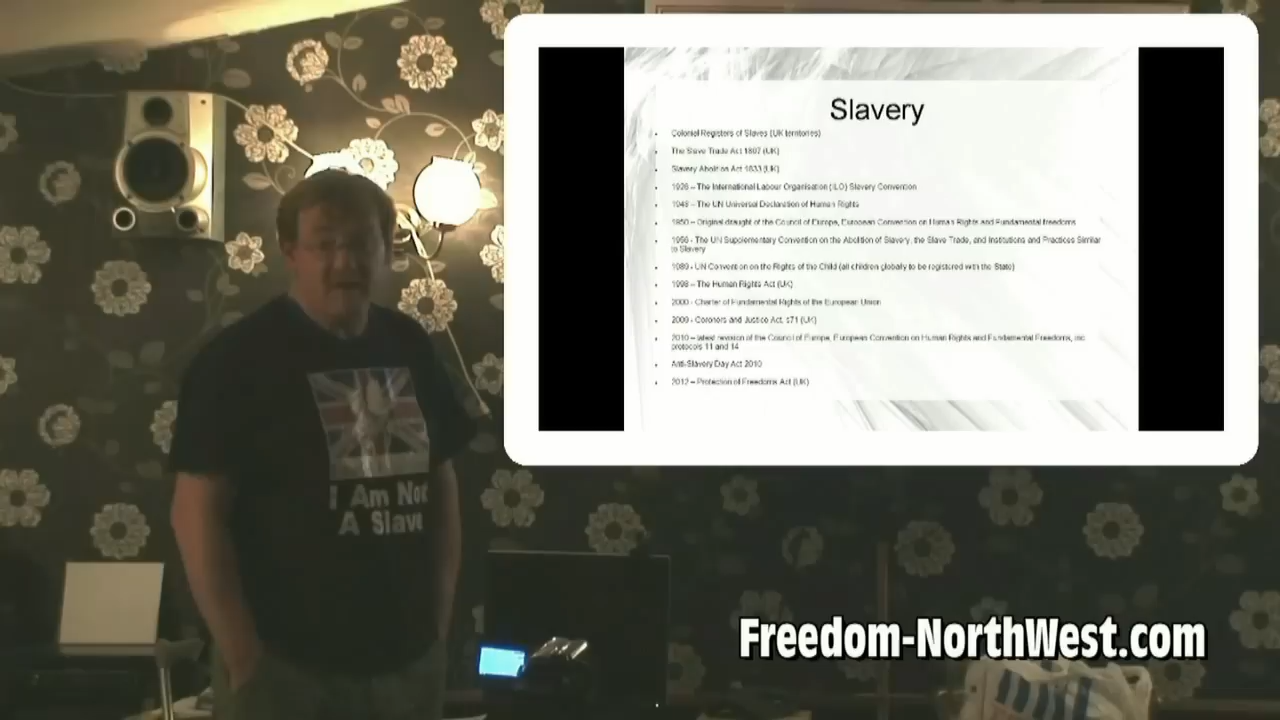 Slavery
Colonial Registers of Slaves (UK territories)
The Slave Trade Act 1807 (UK)
Slavery Abolition Act 1833 (UK)
1926 – The International Labour Organisation (ILO) Slavery Convention
1948 – The UN Universal Declaration of Human Rights
1950 – Original draught of the Council of Europe, European Convention on Human Rights and Fundamental freedoms
1956 - The UN Supplementary Convention on the Abolition of Slavery, the Slave Trade, and Institutions and Practices Similar
to Slavery
1989 - UN Convention on the Rights of the Child (all children globally to be registered with the State)
1998 – The Human Rights Act (UK)
2000 - Charter of Fundamental Rights of the European Union
2009 - Coroners and Justice Act, s71 (UK)
2010 – latest revision of the Council of Europe, European Convention on Human Rights and Fundamental Freedoms, inc
protocols 11 and 14
Anti-Slavery Day Act 2010
2012 – Protection of Freedoms Act (UK)
I Am Not
A Slave
Freedom-NorthWest.com